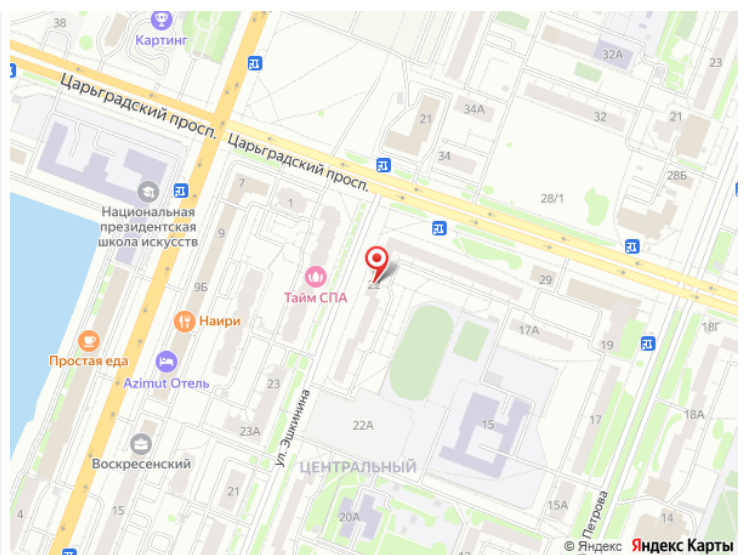 38
Картинг
32А
23
Царьградский просп.
34А
32
21
21
Царьградский просп.
34
28Б
7
1
28/1
Национальная
президентская
школа искусств
9
9Б
Тайм СПА
22
29
Наири
17А
19
18Г
Простая еда
Azimut Отель
23
ул. Эшкинина
23А
22А
15
17
18А
Воскресенский
ЦЕНТРАЛЬНЫЙ
4
15
21
20А
15А
Петрова
14
© Яндекс Яндекс Карты